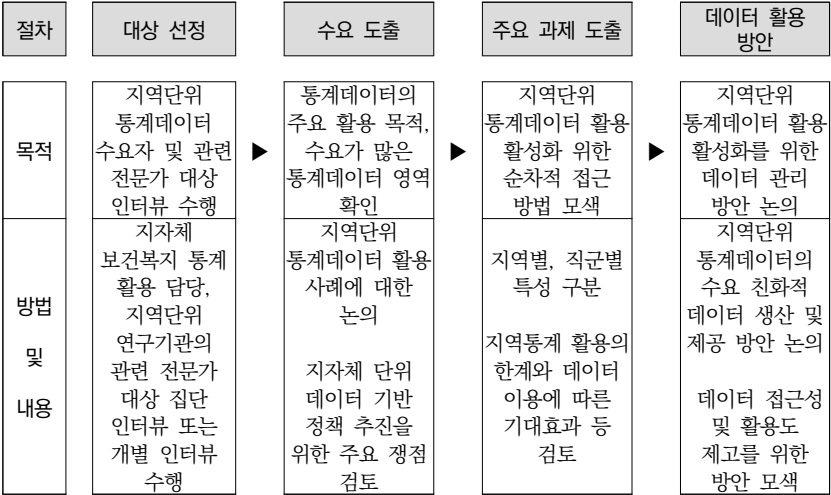 절차
대상 선정
수요 도출
주요 과제 도출
데이터 활용
방안
목적
지역단위
통계데이터
수요자 및 관련
전문가 대상
인터뷰 수행
▶
통계데이터의
주요 활용 목적,
수요가 많은
통계데이터 영역
확인
▶
지역단위
통계데이터 활용
활성화 위한
순차적 접근
방법 모색
▶
지역단위
통계데이터 활용
활성화를 위한
데이터 관리
방안 논의
방법
및
내용
지자체
보건복지 통계
활용 담당,
지역단위
연구기관의
관련 전문가
대상 집단
인터뷰 또는
개별 인터뷰
수행
지역단위
통계데이터 활용
사례에 대한
논의
지자체 단위
데이터 기반
정책 추진을
위한 주요 쟁점
검토
지역별, 직군별
특성 구분
지역통계 활용의
한계와 데이터
이용에 따른
기대효과 등
검토
지역단위
통계데이터의
수요 친화적
데이터 생산 및
제공 방안 논의
데이터 접근성
및 활용도
제고를 위한
방안 모색